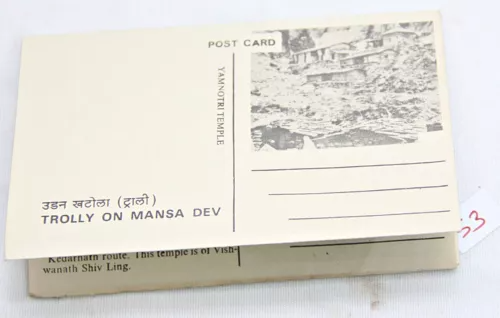 POST CARD
YAMNOTRI TEMPLE
उडन खटोला (ट्राली)
TROLLY ON MANSA DEV
Kedarnath route. This temple is of Vish-
wanath Shiv Ling.
53